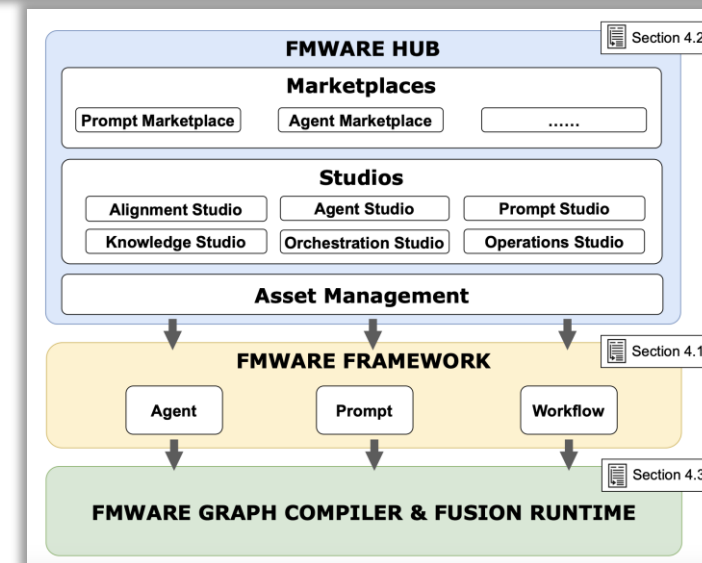 Section 4.2
FMWARE HUB
Marketplaces
Prompt Marketplace
Agent Marketplace
......
Studios
Alignment Studio
Agent Studio
Prompt Studio
Knowledge Studio
Orchestration Studio
Operations Studio
Asset Management
Section 4.1
FMWARE FRAMEWORK
Agent
Prompt
Workflow
Section 4.3
FMWARE GRAPH COMPILER & FUSION RUNTIME